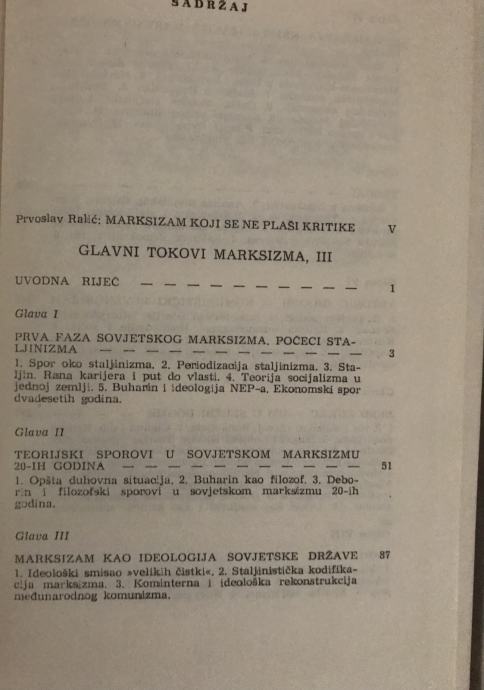 SADRŽAJ
Prvoslav Ralić: MARKSIZAM KOJI SE NE PLAŠI KRITIKE V
GLAVNI TOKOVI MARKSIZMA, III
UVODNA RIJEČ — — — — — — — — — — 1
Glava I
PRVA FAZA SOVJETSKOG MARKSIZMA. POČECI STA-
LJINIZMA — — — — — — — — — — — — 3
1. Spor oko staljinizma. 2. Periodizacija staljinizma. 3. Sta-
ljin. Rana karijera i put do vlasti. 4. Teorija socijalizma u
jednoj zemlji. 5. Buharin i ideologija NEP-a. Ekonomski spor
dvadesetih godina.
Glava II
TEORIJSKI SPOROVI U SOVJETSKOM MARKSIZMU
20-IH GODINA — — — — — — — — — — 51
1. Opšta duhovna situacija. 2. Buharin kao filozof. 3. Debo-
rin i filozofski sporovi u sovjetskom marksizmu 20-ih
godina.
Glava III
MARKSIZAM KAO IDEOLOGIJA SOVJETSKE DRŽAVE 87
1. Ideološki smisao »velikih čistki«. 2. Staljinistička kodifika-
cija marksizma. 3. Kominterna i ideološka rekonstrukcija
međunarodnog komunizma.